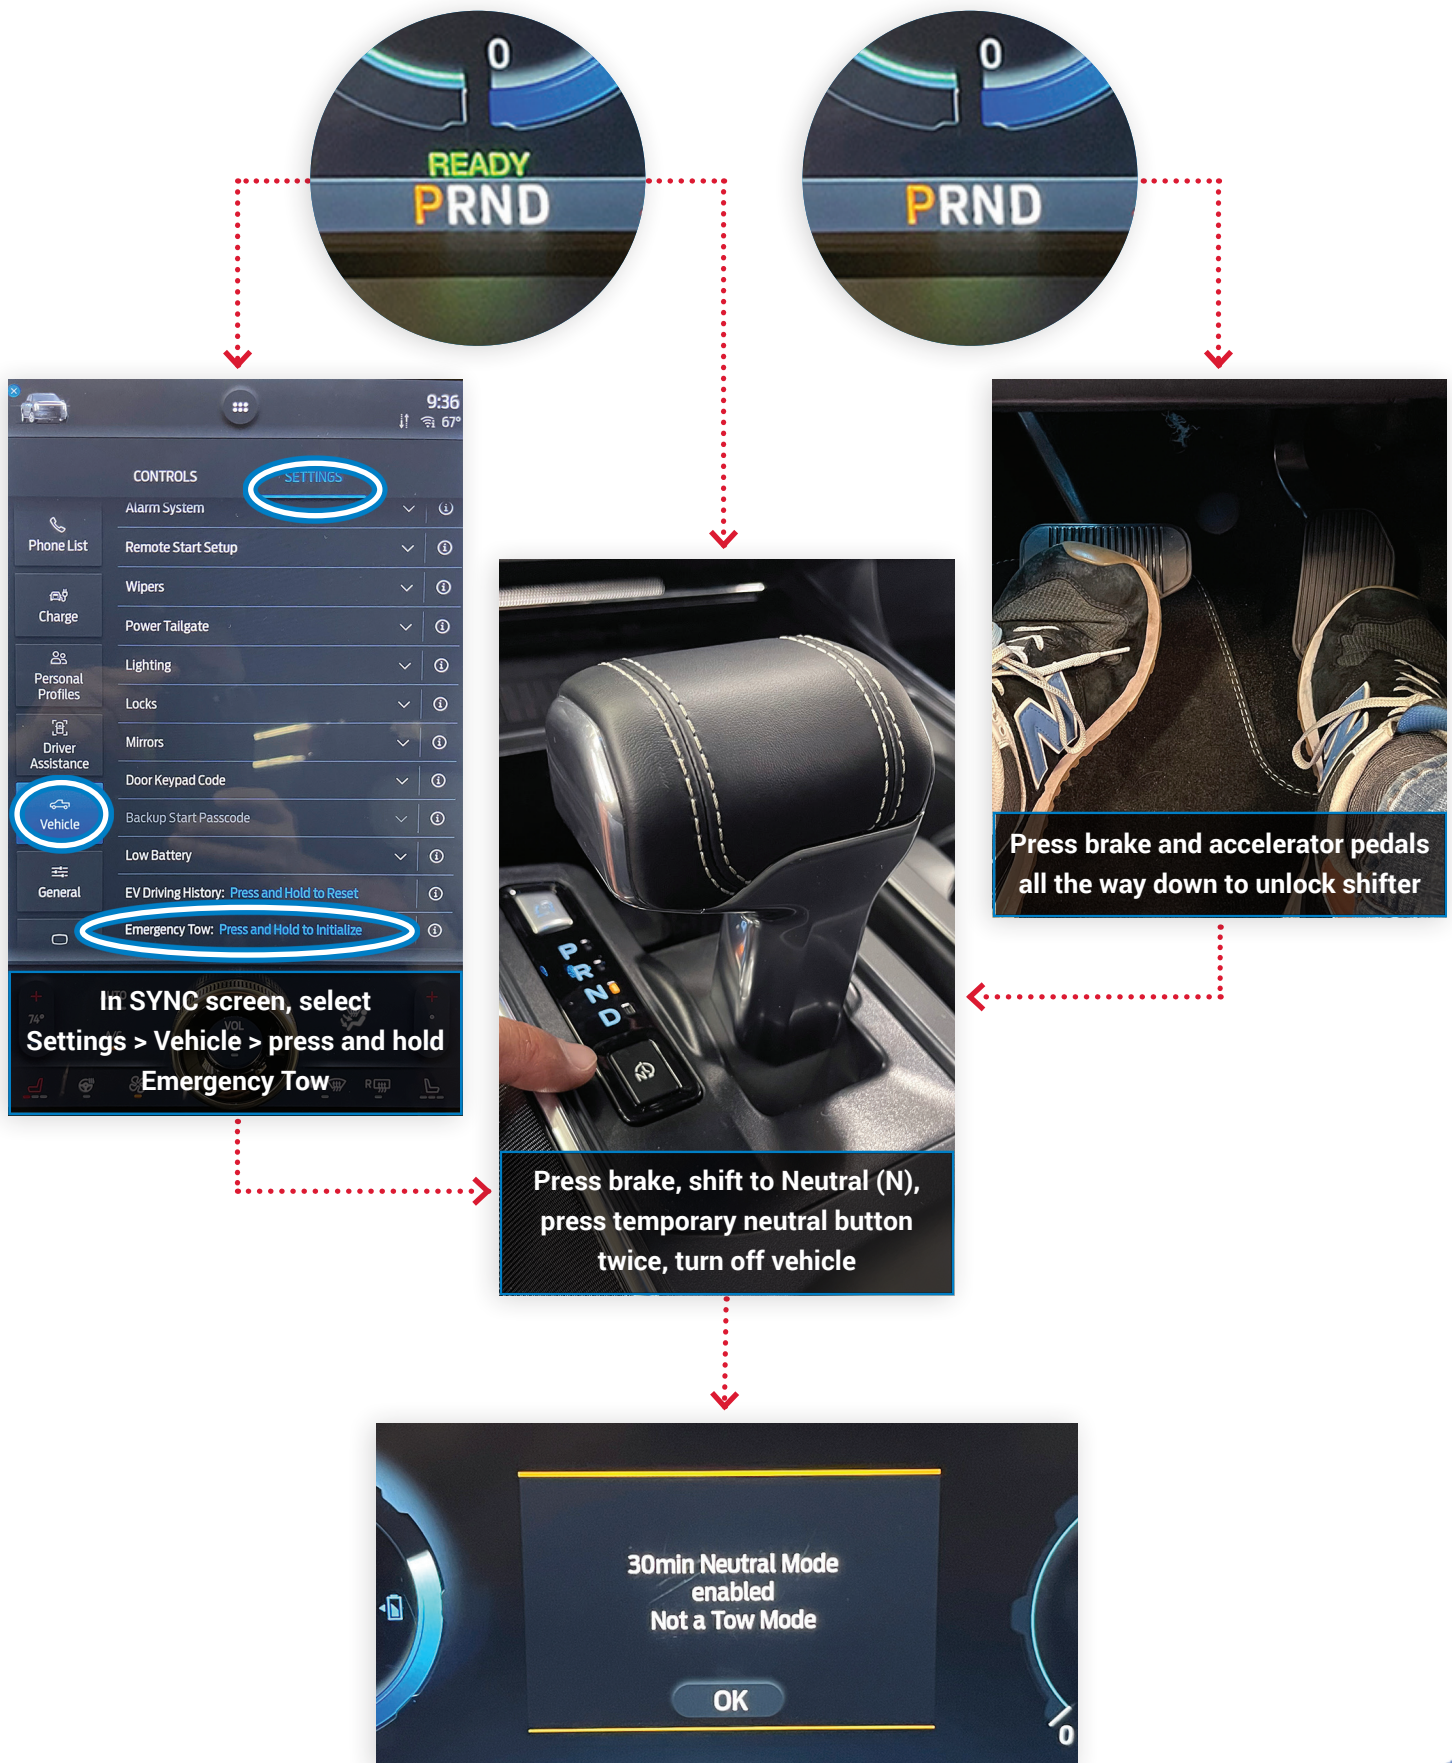 0
READY
PRND
0
PRND
9:36
67°
CONTROLS
SETTINGS
Phone List
Charge
Personal
Profiles
Driver
Assistance
Vehicle
General
Alarm System
Remote Start Setup
Wipers
Power Tailgate
Lighting
Locks
Mirrors
Door Keypad Code
Backup Start Passcode
Low Battery
EV Driving History: Press and Hold to Reset
Emergency Tow: Press and Hold to Initialize
AUTO
74°
A/C
VOL
R
In SYNC screen, select
Settings > Vehicle > press and hold
Emergency Tow
P
R
N
D
N
Press brake, shift to Neutral (N),
press temporary neutral button
twice, turn off vehicle
N
N
Press brake and accelerator pedals
all the way down to unlock shifter
30min Neutral Mode
enabled
Not a Tow Mode
OK
0